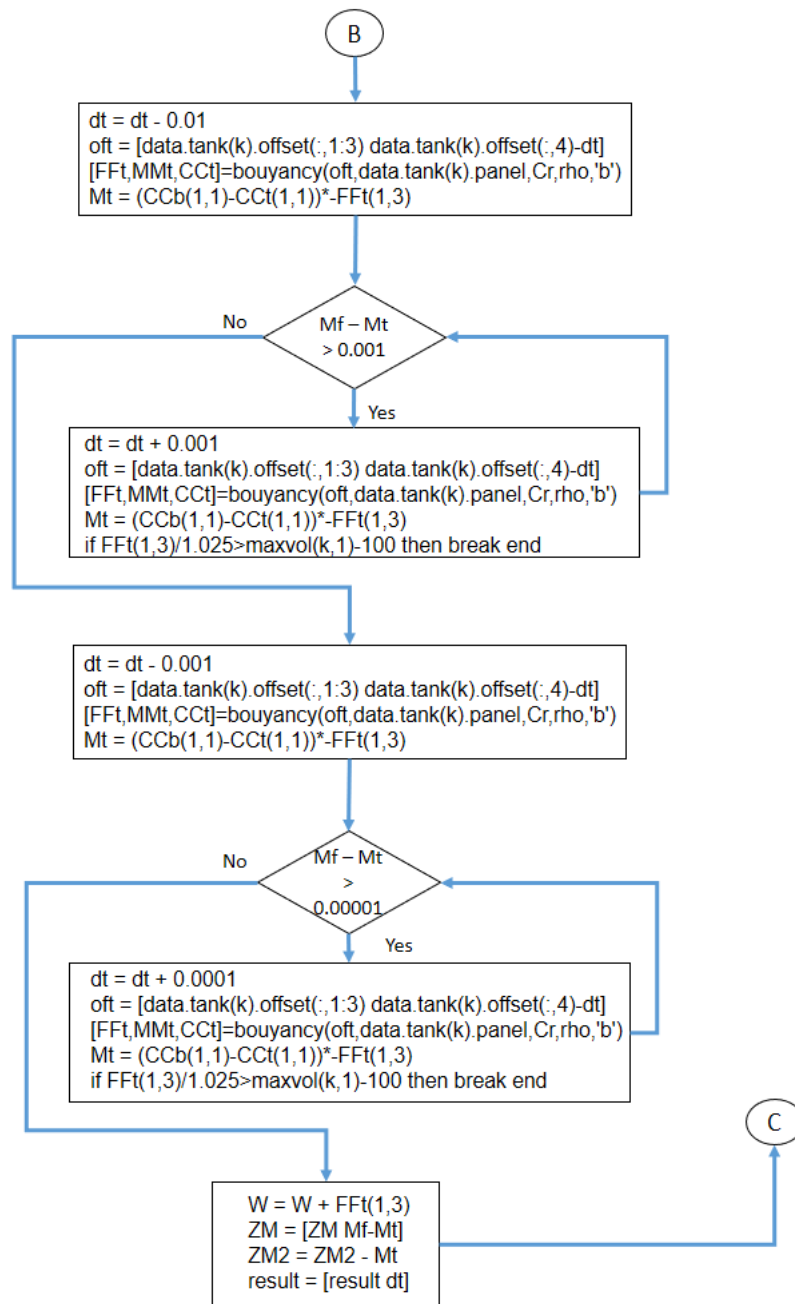 B
dt = dt - 0.01
oft = [data.tank(k).offset(:,1:3) data.tank(k).offset(:,4)-dt]
[FFt,MMt,CCt]=bouyancy(oft,data.tank(k).panel,Cr,rho,'b')
Mt = (CCb(1,1)-CCt(1,1))*-FFt(1,3)
No
Mf – Mt
> 0.001
Yes
dt = dt + 0.001
oft = [data.tank(k).offset(:,1:3) data.tank(k).offset(:,4)-dt]
[FFt,MMt,CCt]=bouyancy(oft,data.tank(k).panel,Cr,rho,'b')
Mt = (CCb(1,1)-CCt(1,1))*-FFt(1,3)
if FFt(1,3)/1.025>maxvol(k,1)-100 then break end
dt = dt - 0.001
oft = [data.tank(k).offset(:,1:3) data.tank(k).offset(:,4)-dt]
[FFt,MMt,CCt]=bouyancy(oft,data.tank(k).panel,Cr,rho,'b')
Mt = (CCb(1,1)-CCt(1,1))*-FFt(1,3)
No
Mf – Mt
>
0.00001
Yes
dt = dt + 0.0001
oft = [data.tank(k).offset(:,1:3) data.tank(k).offset(:,4)-dt]
[FFt,MMt,CCt]=bouyancy(oft,data.tank(k).panel,Cr,rho,'b')
Mt = (CCb(1,1)-CCt(1,1))*-FFt(1,3)
if FFt(1,3)/1.025>maxvol(k,1)-100 then break end
C
W = W + FFt(1,3)
ZM = [ZM Mf-Mt]
ZM2 = ZM2 - Mt
result = [result dt]